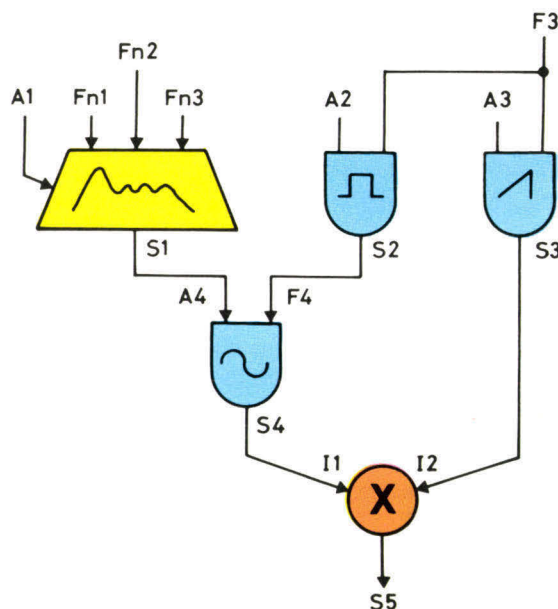 F3
Fn2
A1 Fn1 Fn3 A2 A3
S1 S2 S3
A4 F4
S4
I1 I2
X
S5